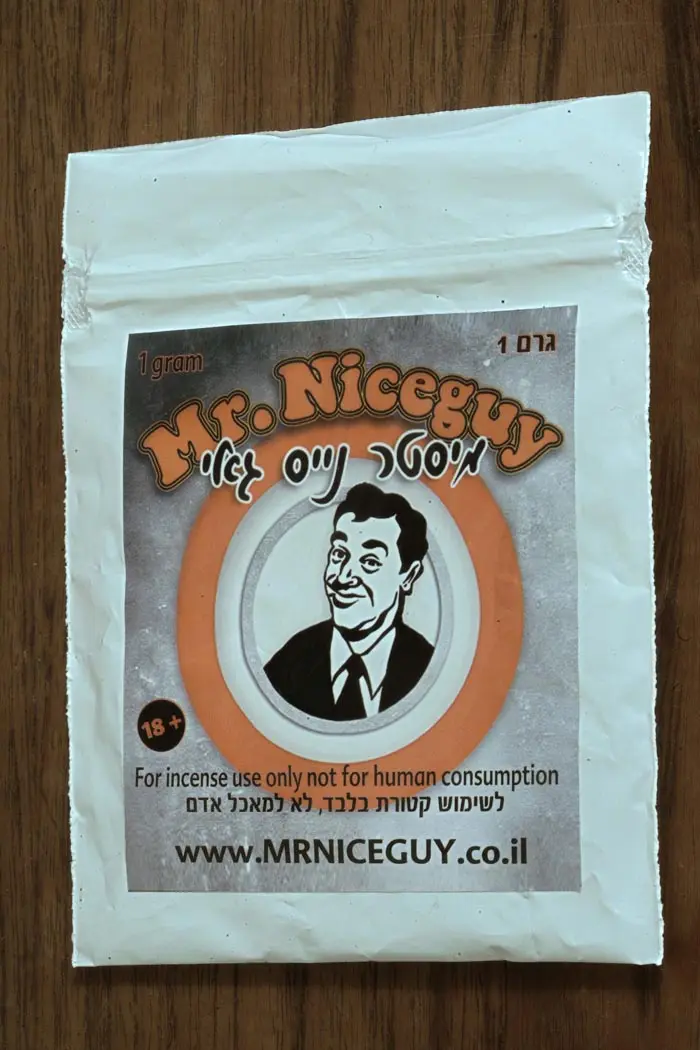 1 gram
1 גרם
Mr. Niceguy
מיסטר נייס גאיי
18+
For incense use only not for human consumption
לשימוש קטורת בלבד, לא למאכל אדם
www.MRNICEGUY.co.il